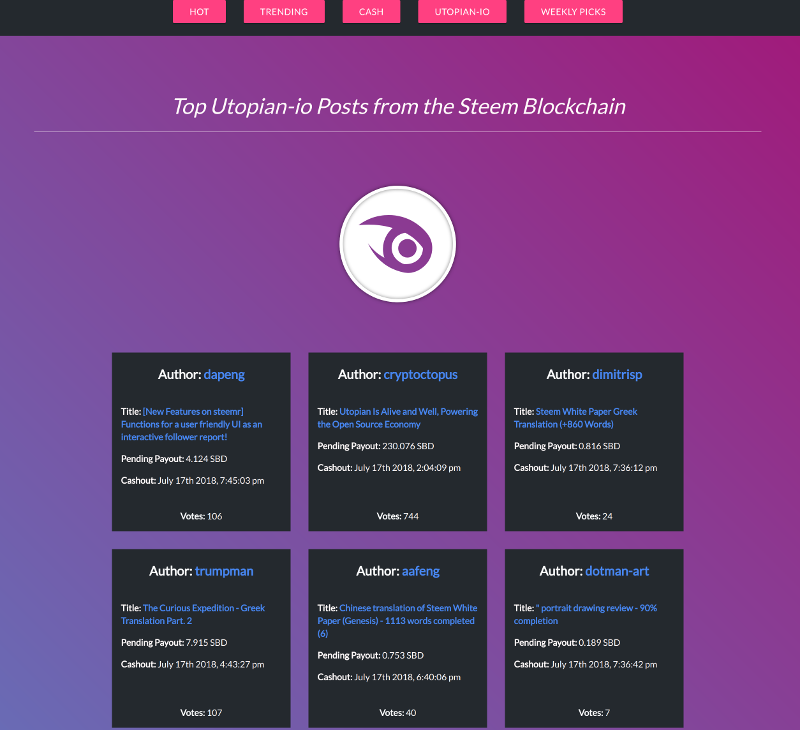 HOT TRENDING CASH UTOPIAN-IO WEEKLY PICKS
Top Utopian-io Posts from the Steem Blockchain
Author: dapeng
Title: [New Features on steemr]
Functions for a user friendly UI as an
interactive follower report!
Pending Payout: 4.124 SBD
Cashout: July 17th 2018, 7:45:03 pm
Votes: 106
Author: cryptoctopus
Title: Utopian Is Alive and Well, Powering
the Open Source Economy
Pending Payout: 230.076 SBD
Cashout: July 17th 2018, 2:04:09 pm
Votes: 744
Author: dimitrisp
Title: Steem White Paper Greek
Translation (+860 Words)
Pending Payout: 0.816 SBD
Cashout: July 17th 2018, 7:36:12 pm
Votes: 24
Author: trumpman
Title: The Curious Expedition - Greek
Translation Part. 2
Pending Payout: 7.915 SBD
Cashout: July 17th 2018, 4:43:27 pm
Votes: 107
Author: aafeng
Title: Chinese translation of Steem White
Paper (Genesis) - 1113 words completed
(6)
Pending Payout: 0.753 SBD
Cashout: July 17th 2018, 6:40:06 pm
Votes: 40
Author: dotman-art
Title: " portrait drawing review - 90%
completion
Pending Payout: 0.189 SBD
Cashout: July 17th 2018, 7:36:42 pm
Votes: 7